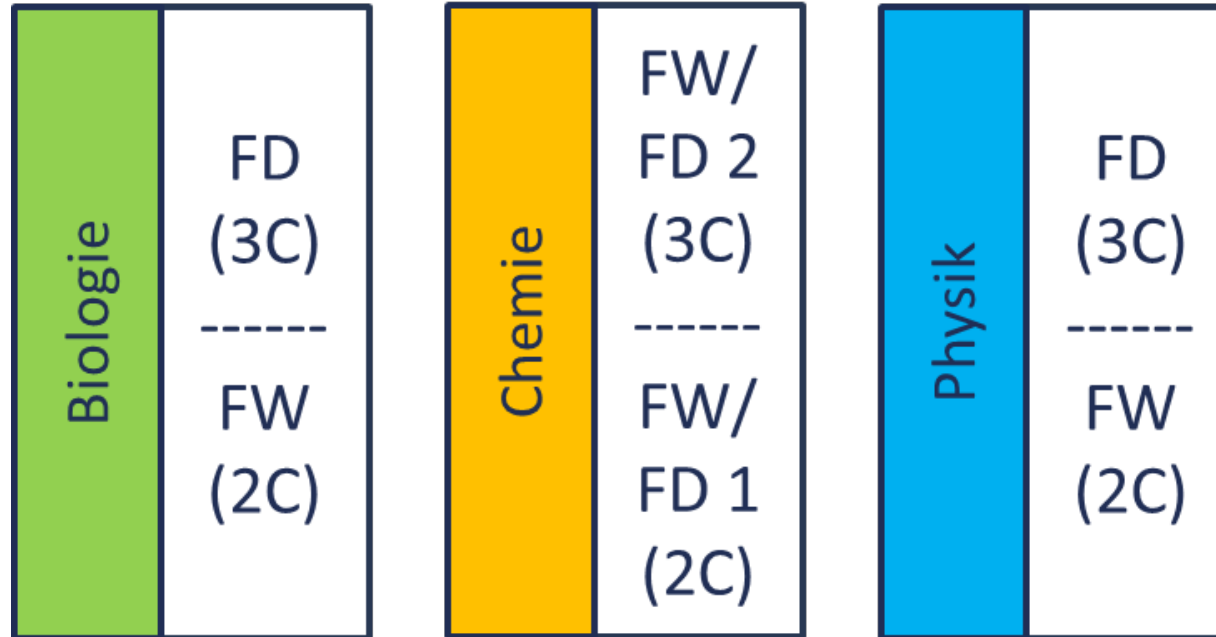 Biologie
FD
(3C)
------
FW
(2C)
Chemie
FW/
FD 2
(3C)
------
FW/
FD 1
(2C)
Physik
FD
(3C)
------
FW
(2C)